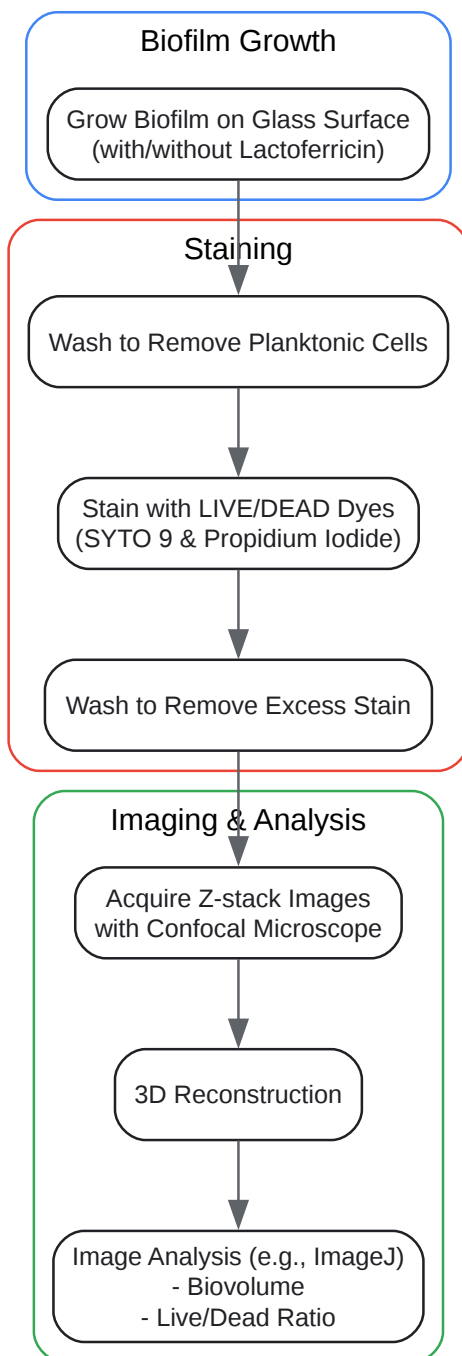 Biofilm Growth
Grow Biofilm on Glass Surface
(with/without Lactoferricin)
Staining
Wash to Remove Planktonic Cells
Stain with LIVE/DEAD Dyes
(SYTO 9 & Propidium Iodide)
Wash to Remove Excess Stain
Imaging & Analysis
Acquire Z-stack Images
with Confocal Microscope
3D Reconstruction
Image Analysis (e.g., ImageJ)
- Biovolume
- Live/Dead Ratio